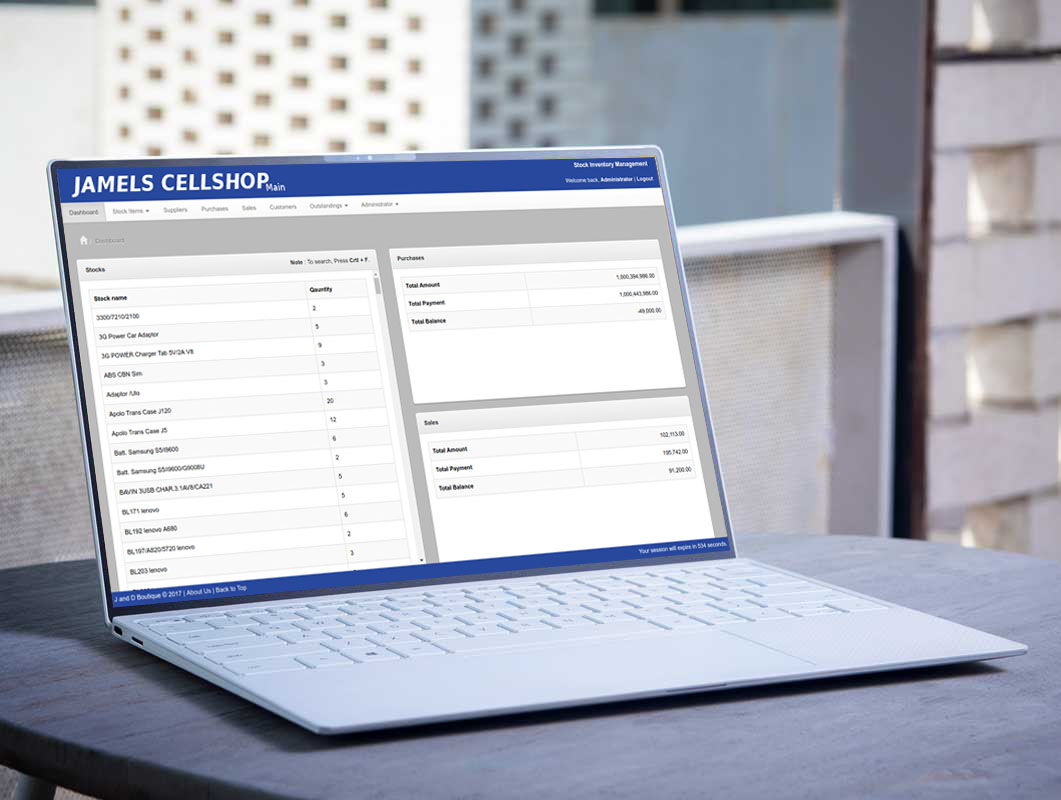 JAMELS CELLSHOP Main
Stock Inventory Management
Welcome back, Administrator | Logout
Dashboard Stock Items Suppliers Purchases Sales Customers Outstandings Administrator
Dashboard
Stocks Note : To search, Press Crtl + F.
Stock name Qauntity
3300/7210/2100 2
3G Power Car Adaptor 5
3G POWER Charger Tab 5V/2A V8 9
ABS CBN Sim 3
Adaptor /Ulo 3
Apolo Trans Case J120 20
Apolo Trans Case J5 12
Batt. Samsung S5/I9600 6
Batt. Samsung S5/I9600/G9008U 2
BAVIN 3USB CHAR.3.1AV8/CA221 5
BL171 lenovo 5
BL192 lenovo A680 6
BL197/A820/S720 lenovo 2
BL203 lenovo 3
Purchases
Total Amount 1,000,394,986.00
Total Payment 1,000,443,986.00
Total Balance -49,000.00
Sales
Total Amount 102,113.00
Total Payment 195,742.00
Total Balance 91,200.00
J and D Boutique © 2017 | About Us | Back to Top
Your session will expire in 534 seconds.